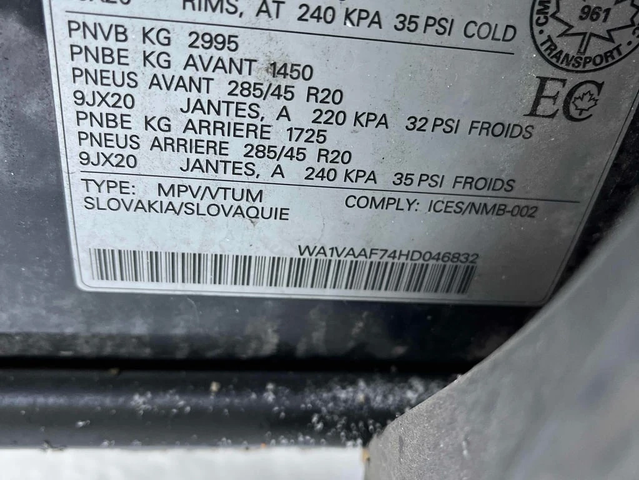 RIMS, AT 240 KPA 35 PSI COLD
PNVB KG 2995
PNBE KG AVANT 1450
PNEUS AVANT 285/45 R20
9JX20 JANTES, A 220 KPA 32 PSI FROIDS
PNBE KG ARRIERE 1725
PNEUS ARRIERE 285/45 R20
9JX20 JANTES, A 240 KPA 35 PSI FROIDS
TYPE: MPV/VTUM COMPLY: ICES/NMB-002
SLOVAKIA/SLOVAQUIE
WA1VAAF74HD046832
961
TRANSPORT
EC